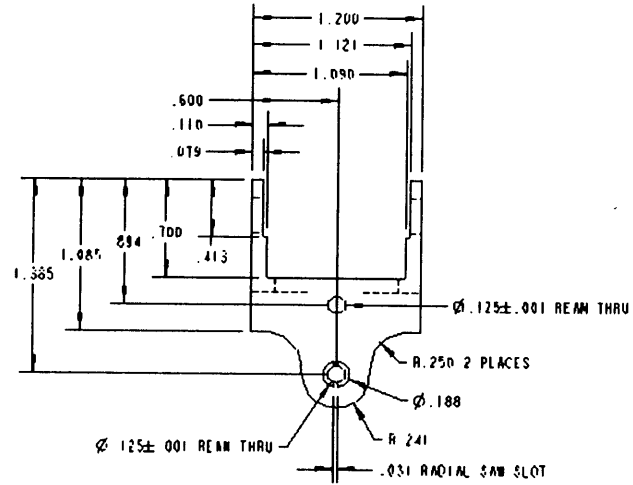 1.200
1.121
1.090
.600
.110
.079
1.385
1.085
.894
.700
.413
Ø.125±.001 REAM THRU
R.250 2 PLACES
Ø.188
R.241
Ø.125±.001 REAM THRU
.031 RADIAL SAW SLOT